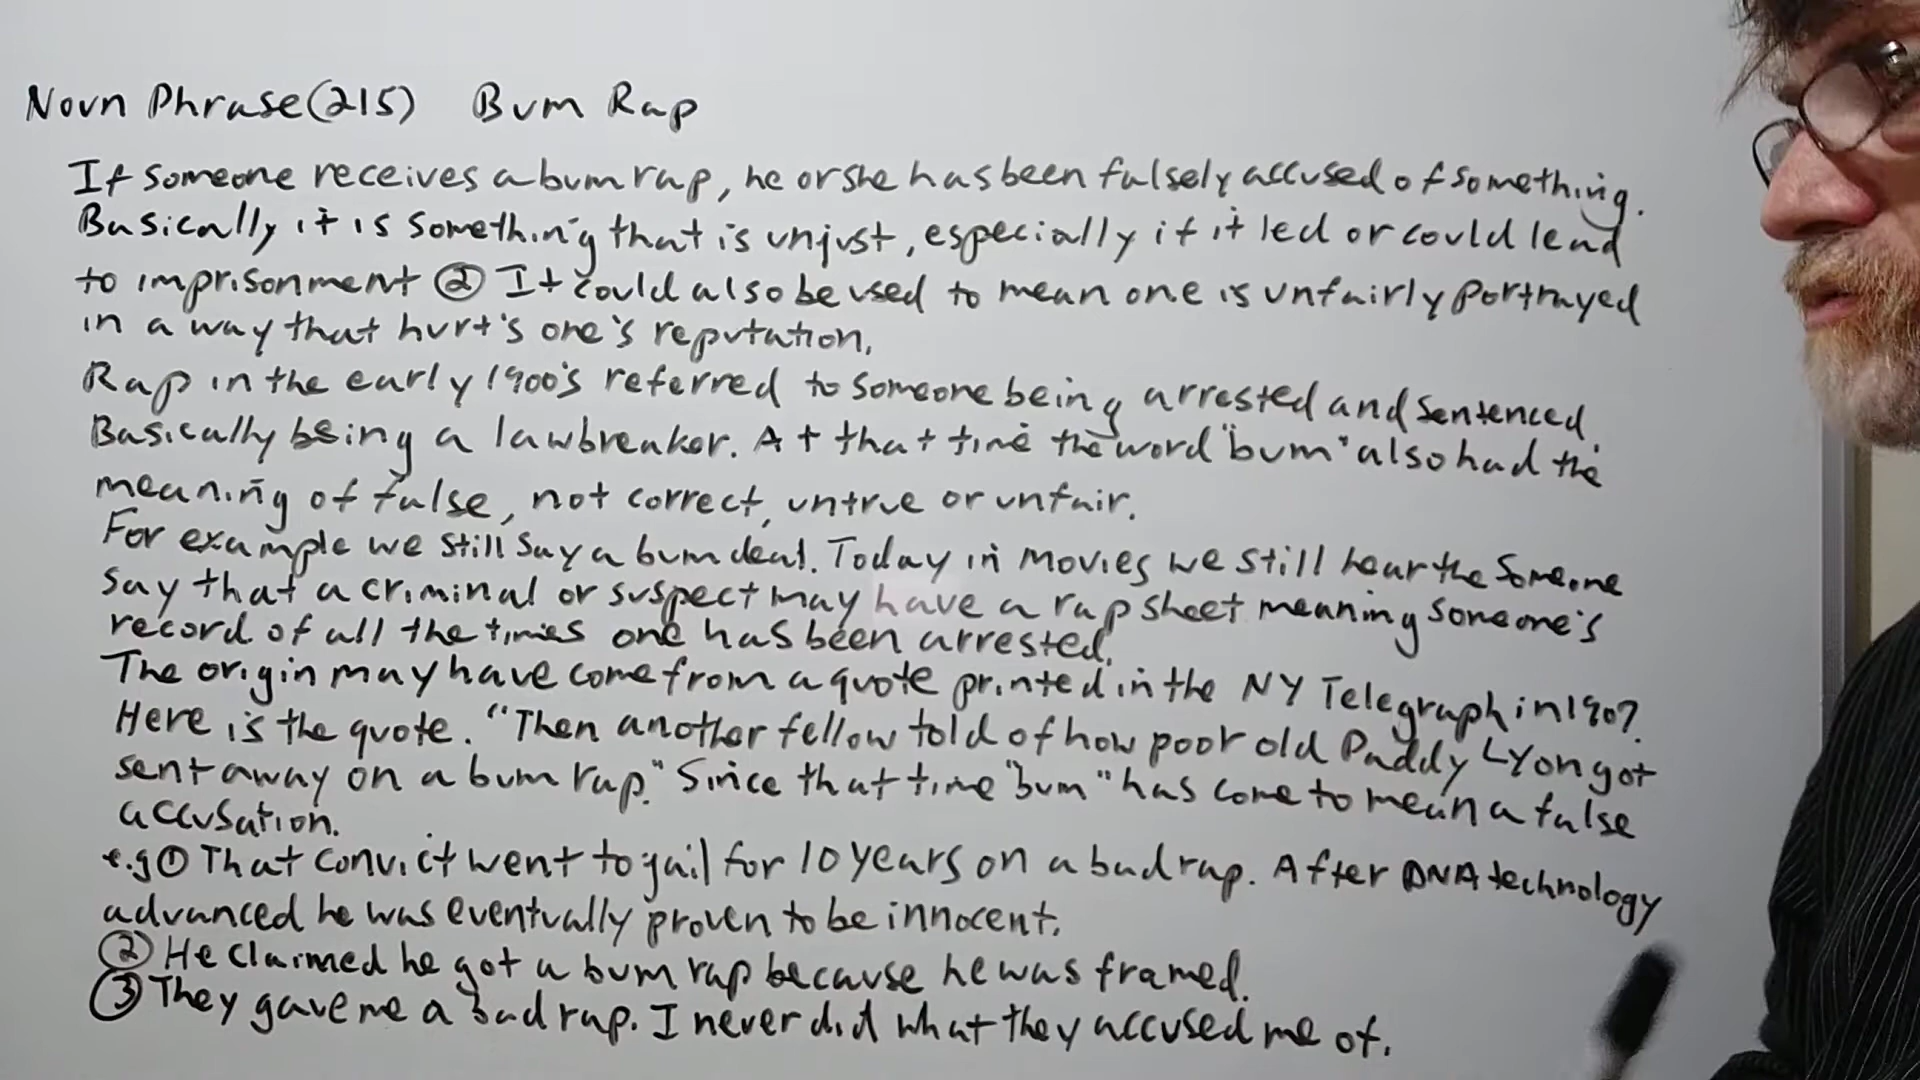 Noun Phrase(215) Bum Rap
If someone receives a bum rap, he or she has been falsely accused of something.
Basically it is something that is unjust, especially if it led or could lead
to imprisonment ② It could also be used to mean one is unfairly portrayed
in a way that hurt's one's reputation.
Rap in the early 1900's referred to someone being arrested and sentenced.
Basically being a lawbreaker. At that time the word "bum" also had the
meaning of false, not correct, untrue or unfair.
For example we still say a bum deal. Today in movies we still hear the someone
say that a criminal or suspect may have a rap sheet meaning someone's
record of all the times one has been arrested.
The origin may have come from a quote printed in the NY Telegraph in 1907.
Here is the quote. "Then another fellow told of how poor old Paddy Lyon got
sent away on a bum rap." Since that time "bum" has come to mean a false
accusation.
e.g ① That convict went to jail for 10 years on a bad rap. After DNA technology
advanced he was eventually proven to be innocent.
② He claimed he got a bum rap because he was framed.
③ They gave me a bad rap. I never did what they accused me of.